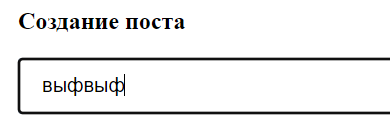 Создание поста
выфвыф